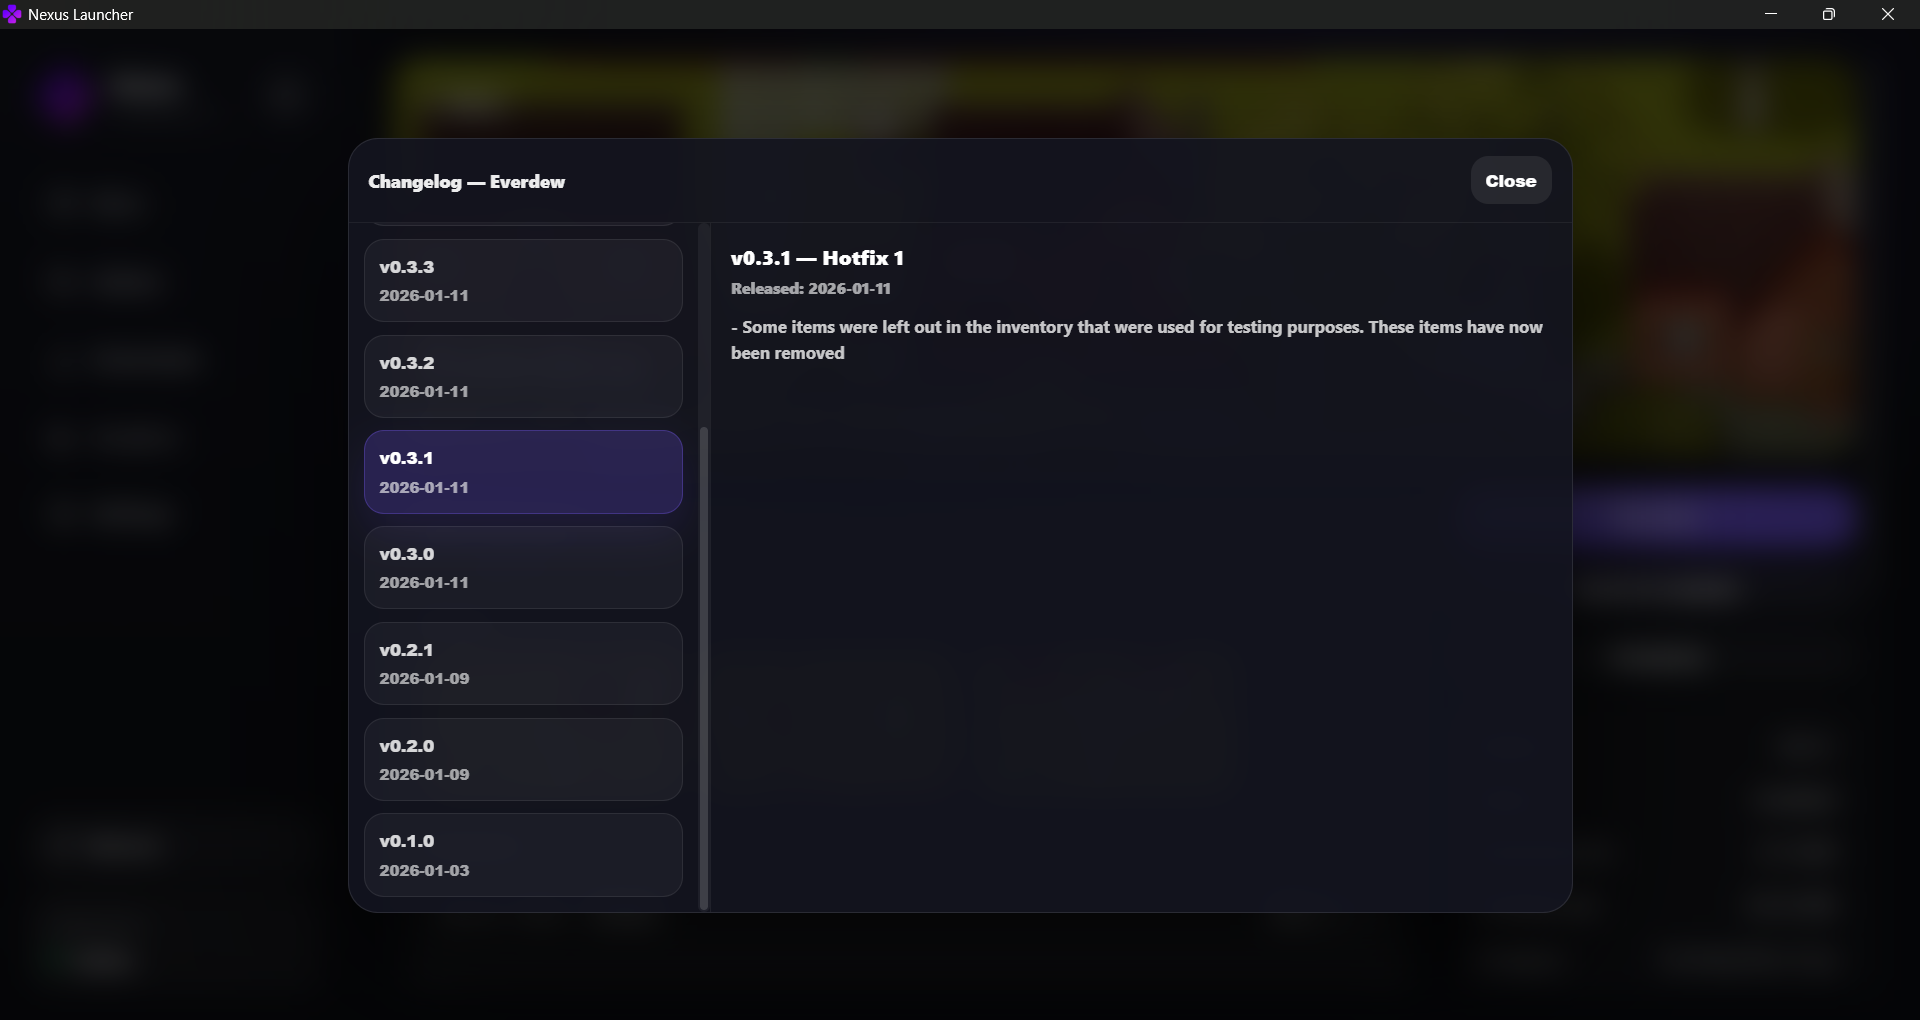 Nexus Launcher
Changelog — Everdew
Close
v0.3.3
2026-01-11
v0.3.2
2026-01-11
v0.3.1
2026-01-11
v0.3.0
2026-01-11
v0.2.1
2026-01-09
v0.2.0
2026-01-09
v0.1.0
2026-01-03
v0.3.1 — Hotfix 1
Released: 2026-01-11
- Some items were left out in the inventory that were used for testing purposes. These items have now
been removed